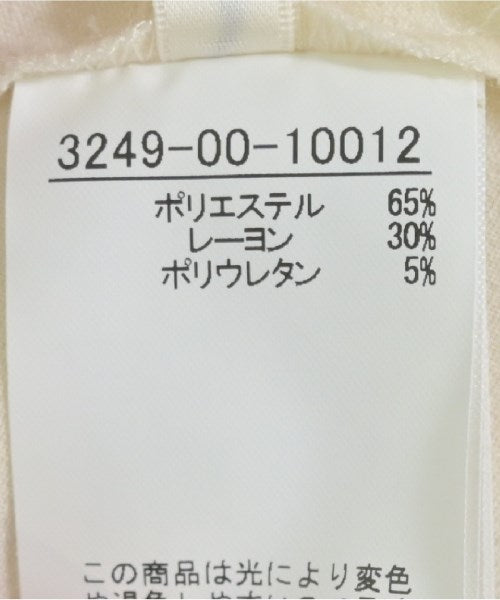 3249-00-10012
ポリエステル 65%
レーヨン 30%
ポリウレタン 5%
この商品は光により変色